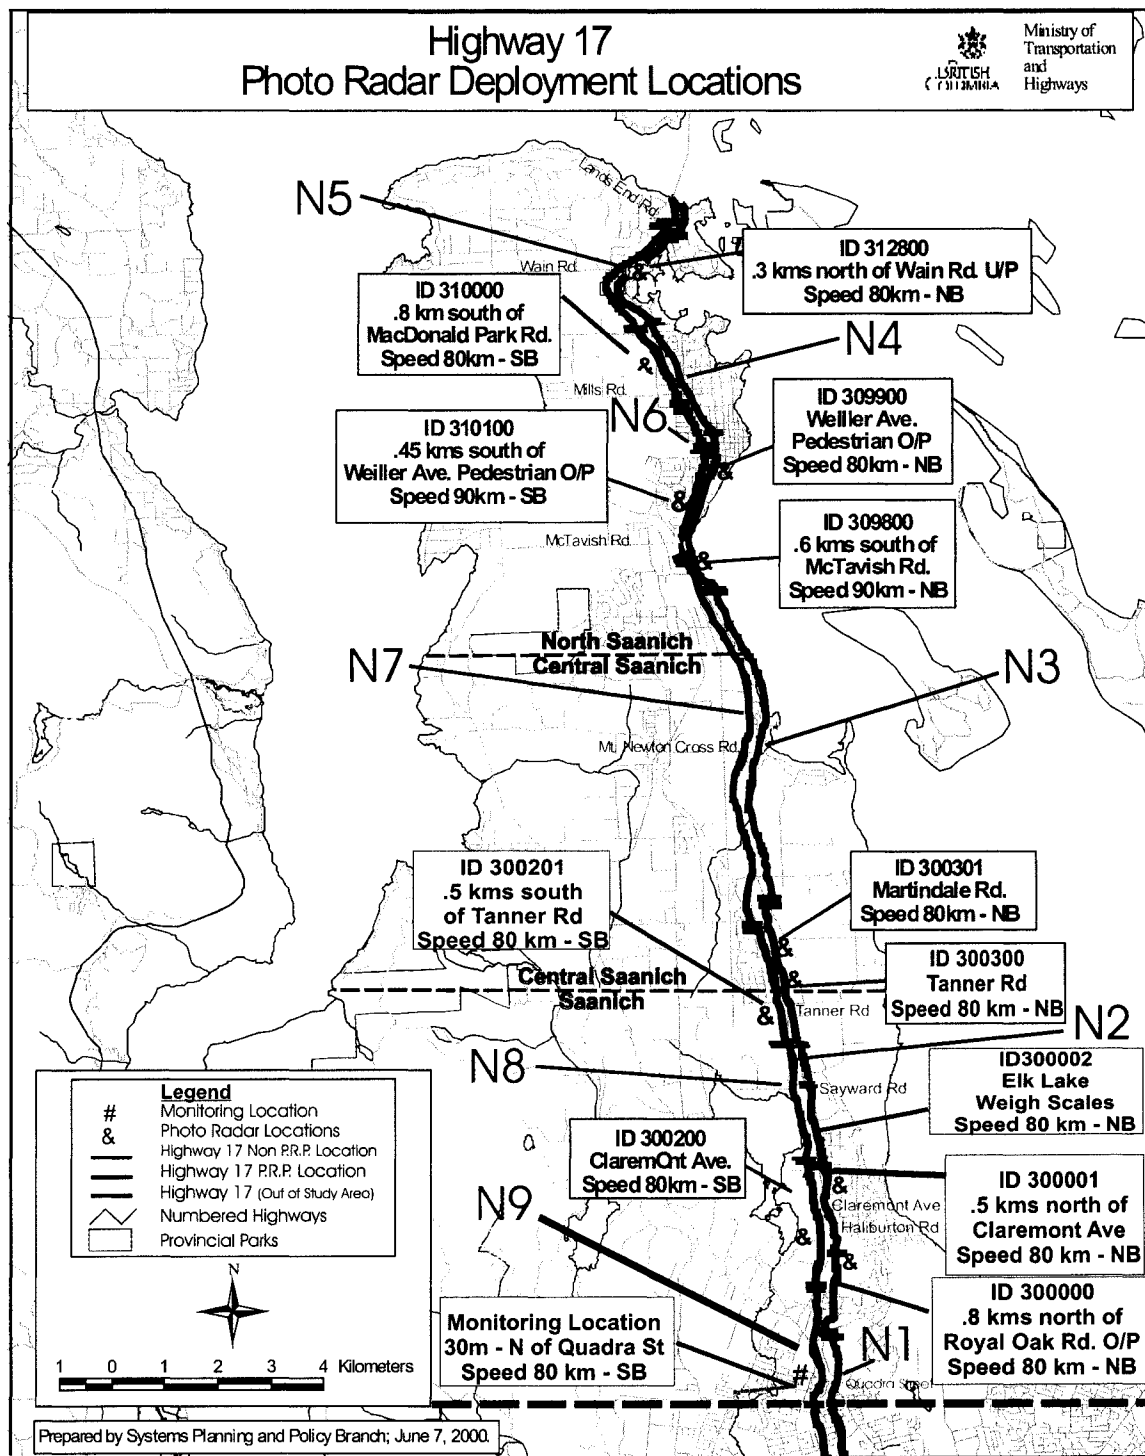 Highway 17
Photo Radar Deployment Locations
BRITISH
COLUMBIA
Ministry of
Transportation
and
Highways
Lands End Rd.
N5
Wain Rd.
ID 312800
.3 kms north of Wain Rd. U/P
Speed 80km - NB
ID 310000
.8 km south of
MacDonald Park Rd.
Speed 80km - SB
N4
&
&
Mills Rd.
N6
ID 309900
Weiller Ave.
Pedestrian O/P
Speed 80km - NB
ID 310100
.45 kms south of
Weiller Ave. Pedestrian O/P
Speed 90km - SB
&
&
McTavish Rd.
&
ID 309800
.6 kms south of
McTavish Rd.
Speed 90km - NB
North Saanich
Central Saanich
N7
N3
Mt. Newton Cross Rd.
ID 300201
.5 kms south
of Tanner Rd
Speed 80 km - SB
ID 300301
Martindale Rd.
Speed 80km - NB
&
&
ID 300300
Tanner Rd
Speed 80 km - NB
Central Saanich
Saanich
&
Tanner Rd
N2
N8
Sayward Rd
ID300002
Elk Lake
Weigh Scales
Speed 80 km - NB
ID 300200
ClaremOnt Ave.
Speed 80km - SB
&
Claremont Ave
Haliburton Rd
&
&
ID 300001
.5 kms north of
Claremont Ave
Speed 80 km - NB
N9
ID 300000
.8 kms north of
Royal Oak Rd. O/P
Speed 80 km - NB
Monitoring Location
30m - N of Quadra St
Speed 80 km - SB
#
N1
Quadra Street
Legend
# Monitoring Location
& Photo Radar Locations
Highway 17 Non P.R.P. Location
Highway 17 P.R.P. Location
Highway 17 (Out of Study Area)
Numbered Highways
Provincial Parks
N
1 0 1 2 3 4 Kilometers
Prepared by Systems Planning and Policy Branch; June 7, 2000.